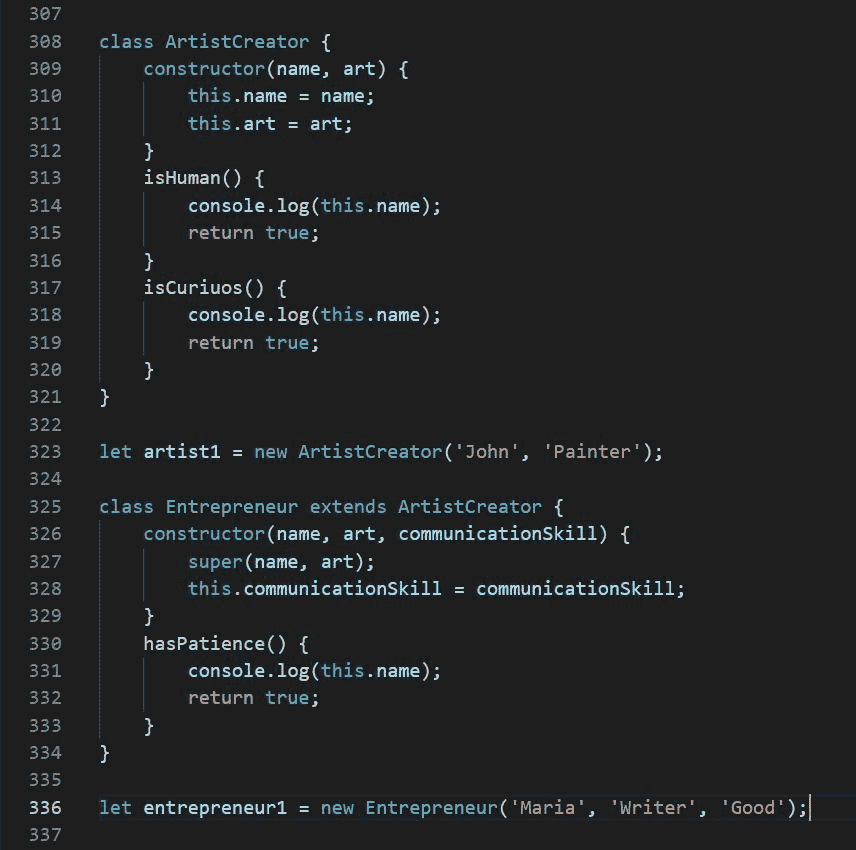 307
308 class ArtistCreator {
309     constructor(name, art) {
310         this.name = name;
311         this.art = art;
312     }
313     isHuman() {
314         console.log(this.name);
315         return true;
316     }
317     isCuriuos() {
318         console.log(this.name);
319         return true;
320     }
321 }
322
323 let artist1 = new ArtistCreator('John', 'Painter');
324
325 class Entrepreneur extends ArtistCreator {
326     constructor(name, art, communicationSkill) {
327         super(name, art);
328         this.communicationSkill = communicationSkill;
329     }
330     hasPatience() {
331         console.log(this.name);
332         return true;
333     }
334 }
335
336 let entrepreneur1 = new Entrepreneur('Maria', 'Writer', 'Good');
337